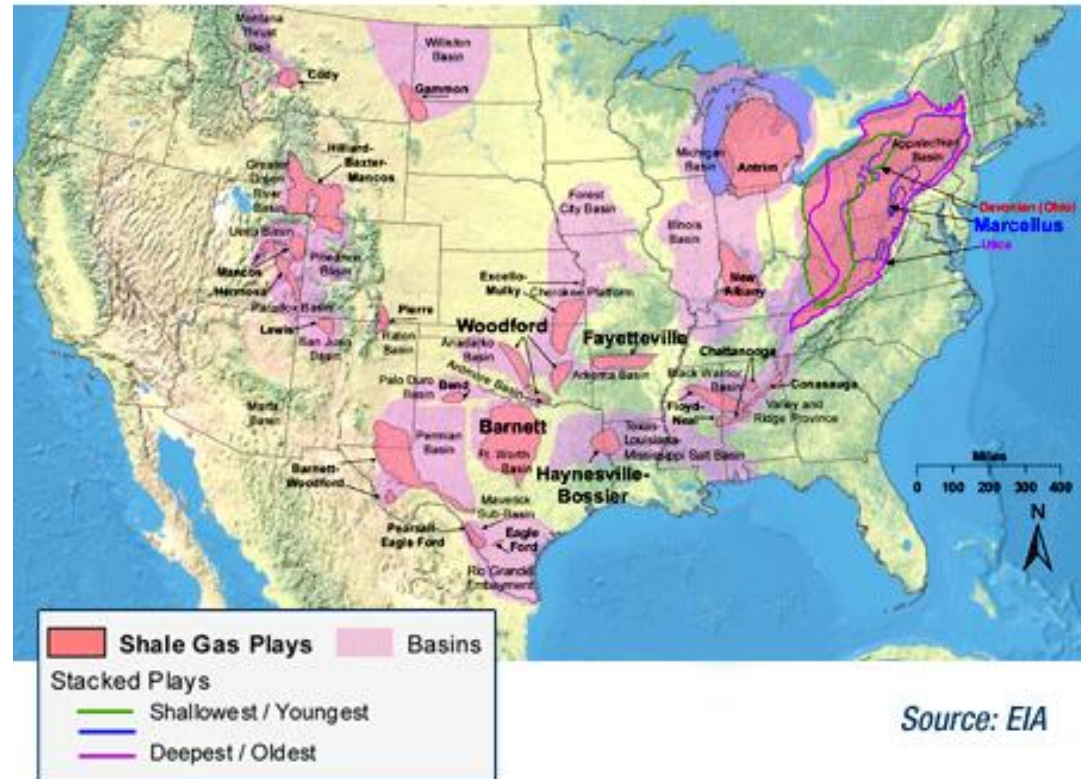 Montana
Thrust
Belt
Cody
Williston
Basin
Gammon
Hilliard-
Baxter-
Mancos
Greater
Green
River
Basin
Uinta Basin
Mancos
Piceance
Basin
Hermosa
Paradox Basin
Lewis
San Juan
Basin
Pierre
Raton
Basin
Michigan
Basin
Antrim
Forest
City Basin
Illinois
Basin
Excello-
Mulky
Cherokee Platform
New
Albany
Appalachian
Basin
Devonian (Ohio)
Marcellus
Utica
Woodford
Anadarko
Basin
Ardmore Basin
Fayetteville
Arkoma Basin
Chattanooga
Black Warrior
Basin
Conasauga
Floyd-
Neal
Valley and
Ridge Province
Palo Duro
Basin
Bend
Marfa
Basin
Permian
Basin
Barnett
Ft. Worth
Basin
Barnett-
Woodford
Texas-
Louisiana-
Mississippi Salt Basin
Haynesville-
Bossier
Maverick
Sub-Basin
Pearsall-
Eagle Ford
Eagle
Ford
Rio Grande
Embayment
Miles
0 100 200 300 400
N
Shale Gas Plays Basins
Stacked Plays
Shallowest / Youngest
Deepest / Oldest
Source: EIA